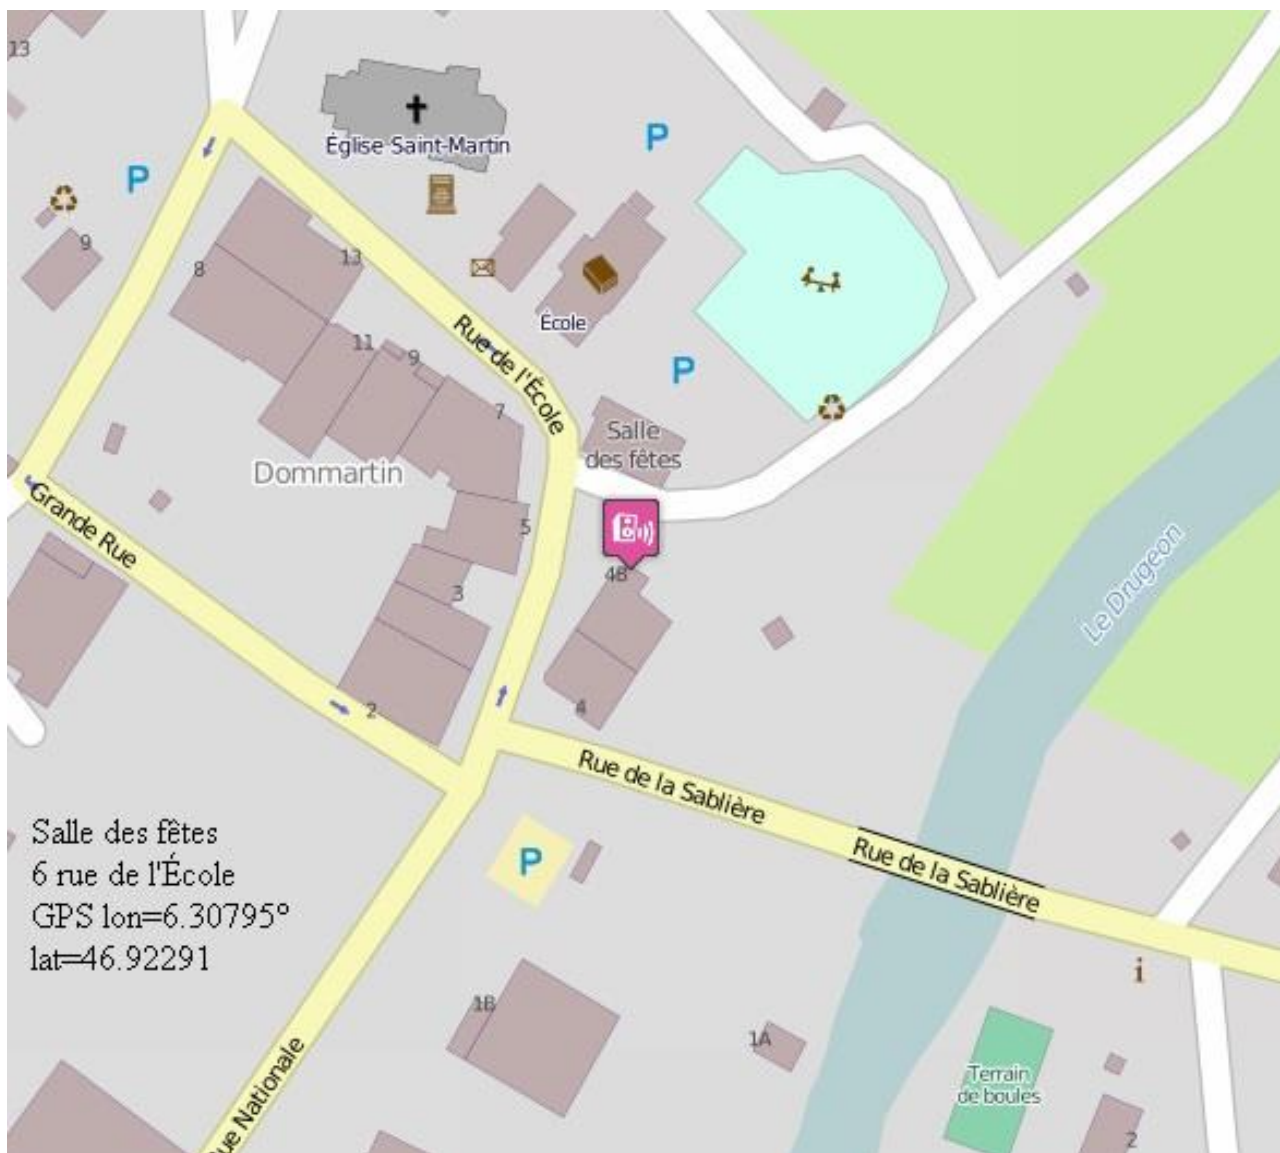 13
Église Saint-Martin
P
P
9
8
13
École
Rue de l'École
11
9
P
7
Salle
des fêtes
Dommartin
Grande Rue
5
4B
3
Le Drugeon
2
4
Rue de la Sablière
Salle des fêtes
6 rue de l'École
GPS lon=6.30795°
lat=46.92291
P
Rue de la Sablière
i
1B
1A
Rue Nationale
Terrain
de boules
2